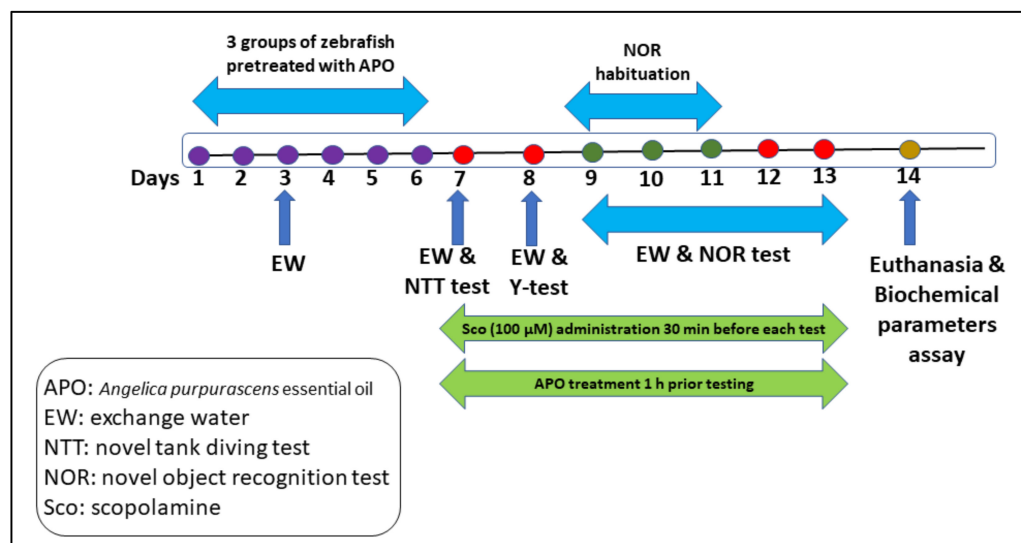 3 groups of zebrafish
pretreated with APO
NOR
habituation
Days 1 2 3 4 5 6 7 8 9 10 11 12 13 14
EW
EW &
NTT test
EW &
Y-test
EW & NOR test
Euthanasia &
Biochemical
parameters
assay
Sco (100 µM) administration 30 min before each test
APO treatment 1 h prior testing
APO: Angelica purpurascens essential oil
EW: exchange water
NTT: novel tank diving test
NOR: novel object recognition test
Sco: scopolamine